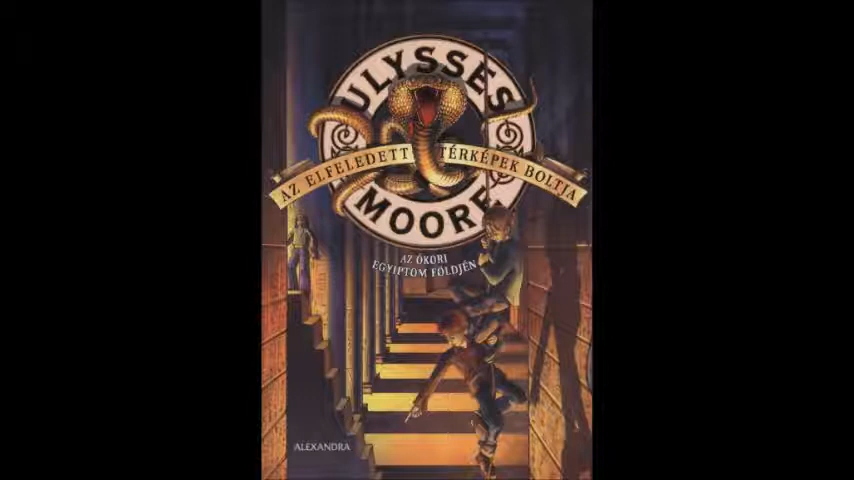 ULYSSES
AZ ELFELEDETT TÉRKÉPEK BOLTJA
MOORE
AZ ÓKORI
EGYIPTOM FÖLDJÉN
ALEXANDRA